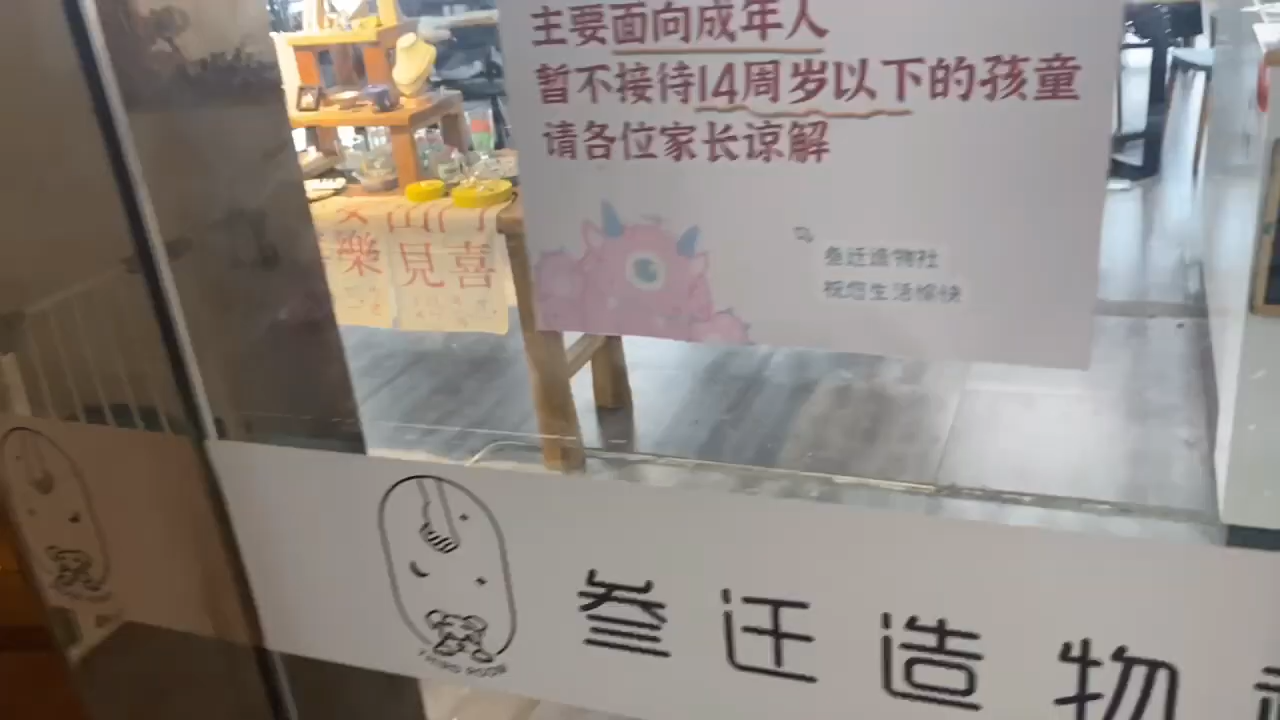 主要面向成年人
暂不接待14周岁以下的孩童
请各位家长谅解
叁迁造物社
祝您生活愉快
樂 見 喜
叁迁造物